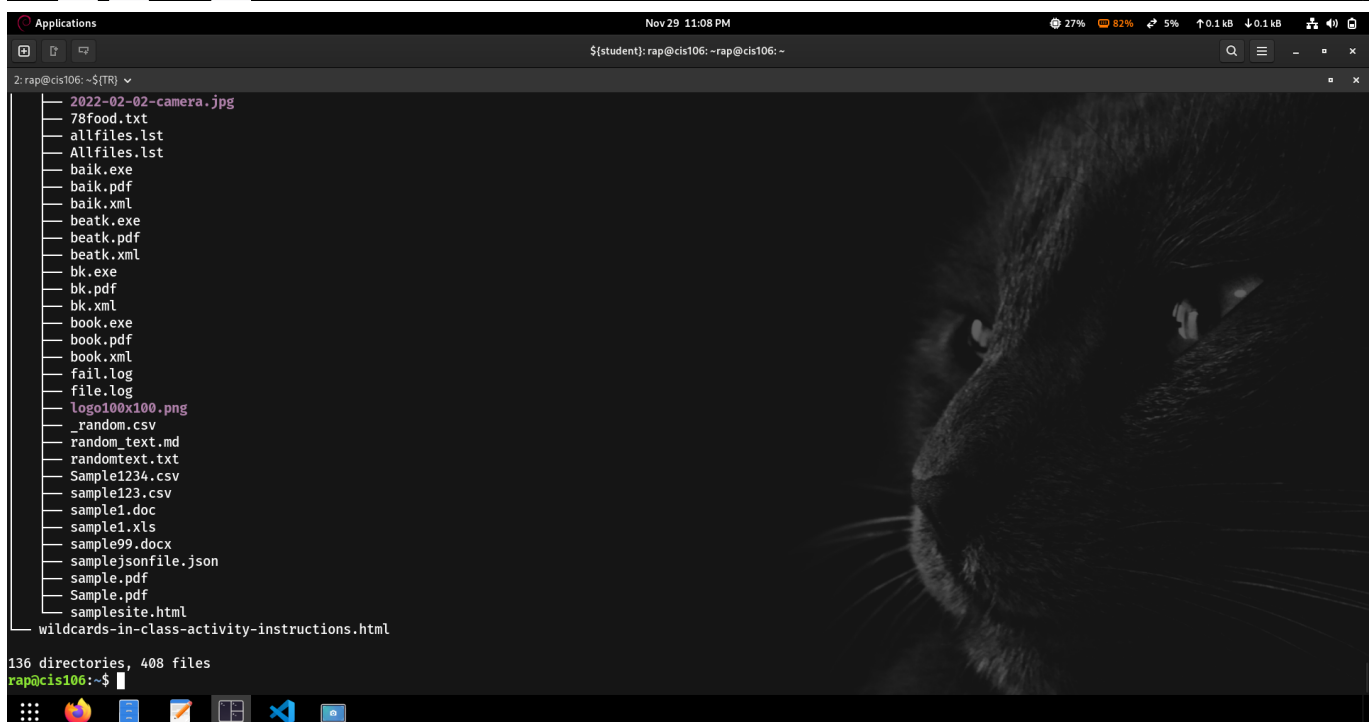 Applications
Nov 29 11:08 PM
27% 82% 5% ↑0.1 kB ↓0.1 kB
${student}: rap@cis106: ~rap@cis106: ~
2: rap@cis106: ~${TR}
├── 2022-02-02-camera.jpg
├── 78food.txt
├── allfiles.lst
├── Allfiles.lst
├── baik.exe
├── baik.pdf
├── baik.xml
├── beatk.exe
├── beatk.pdf
├── beatk.xml
├── bk.exe
├── bk.pdf
├── bk.xml
├── book.exe
├── book.pdf
├── book.xml
├── fail.log
├── file.log
├── logo100x100.png
├── _random.csv
├── random_text.md
├── randomtext.txt
├── Sample1234.csv
├── sample123.csv
├── sample1.doc
├── sample1.xls
├── sample99.docx
├── samplejsonfile.json
├── sample.pdf
├── Sample.pdf
└── samplesite.html
└── wildcards-in-class-activity-instructions.html
136 directories, 408 files
rap@cis106:~$